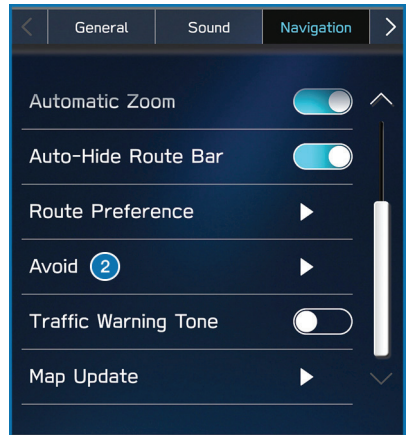 General Sound Navigation
Automatic Zoom
Auto-Hide Route Bar
Route Preference
Avoid 2
Traffic Warning Tone
Map Update